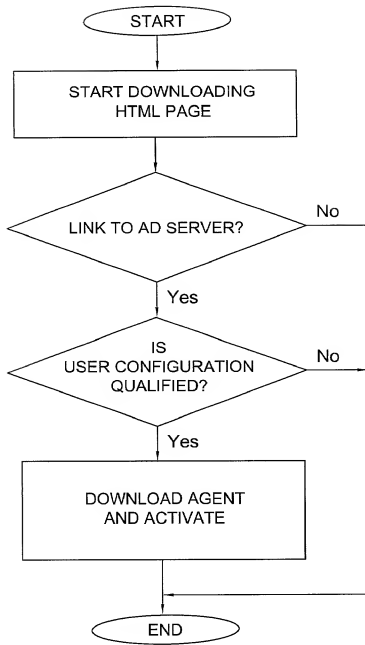 START
START DOWNLOADING
HTML PAGE
LINK TO AD SERVER?
No
Yes
IS
USER CONFIGURATION
QUALIFIED?
No
Yes
DOWNLOAD AGENT
AND ACTIVATE
END